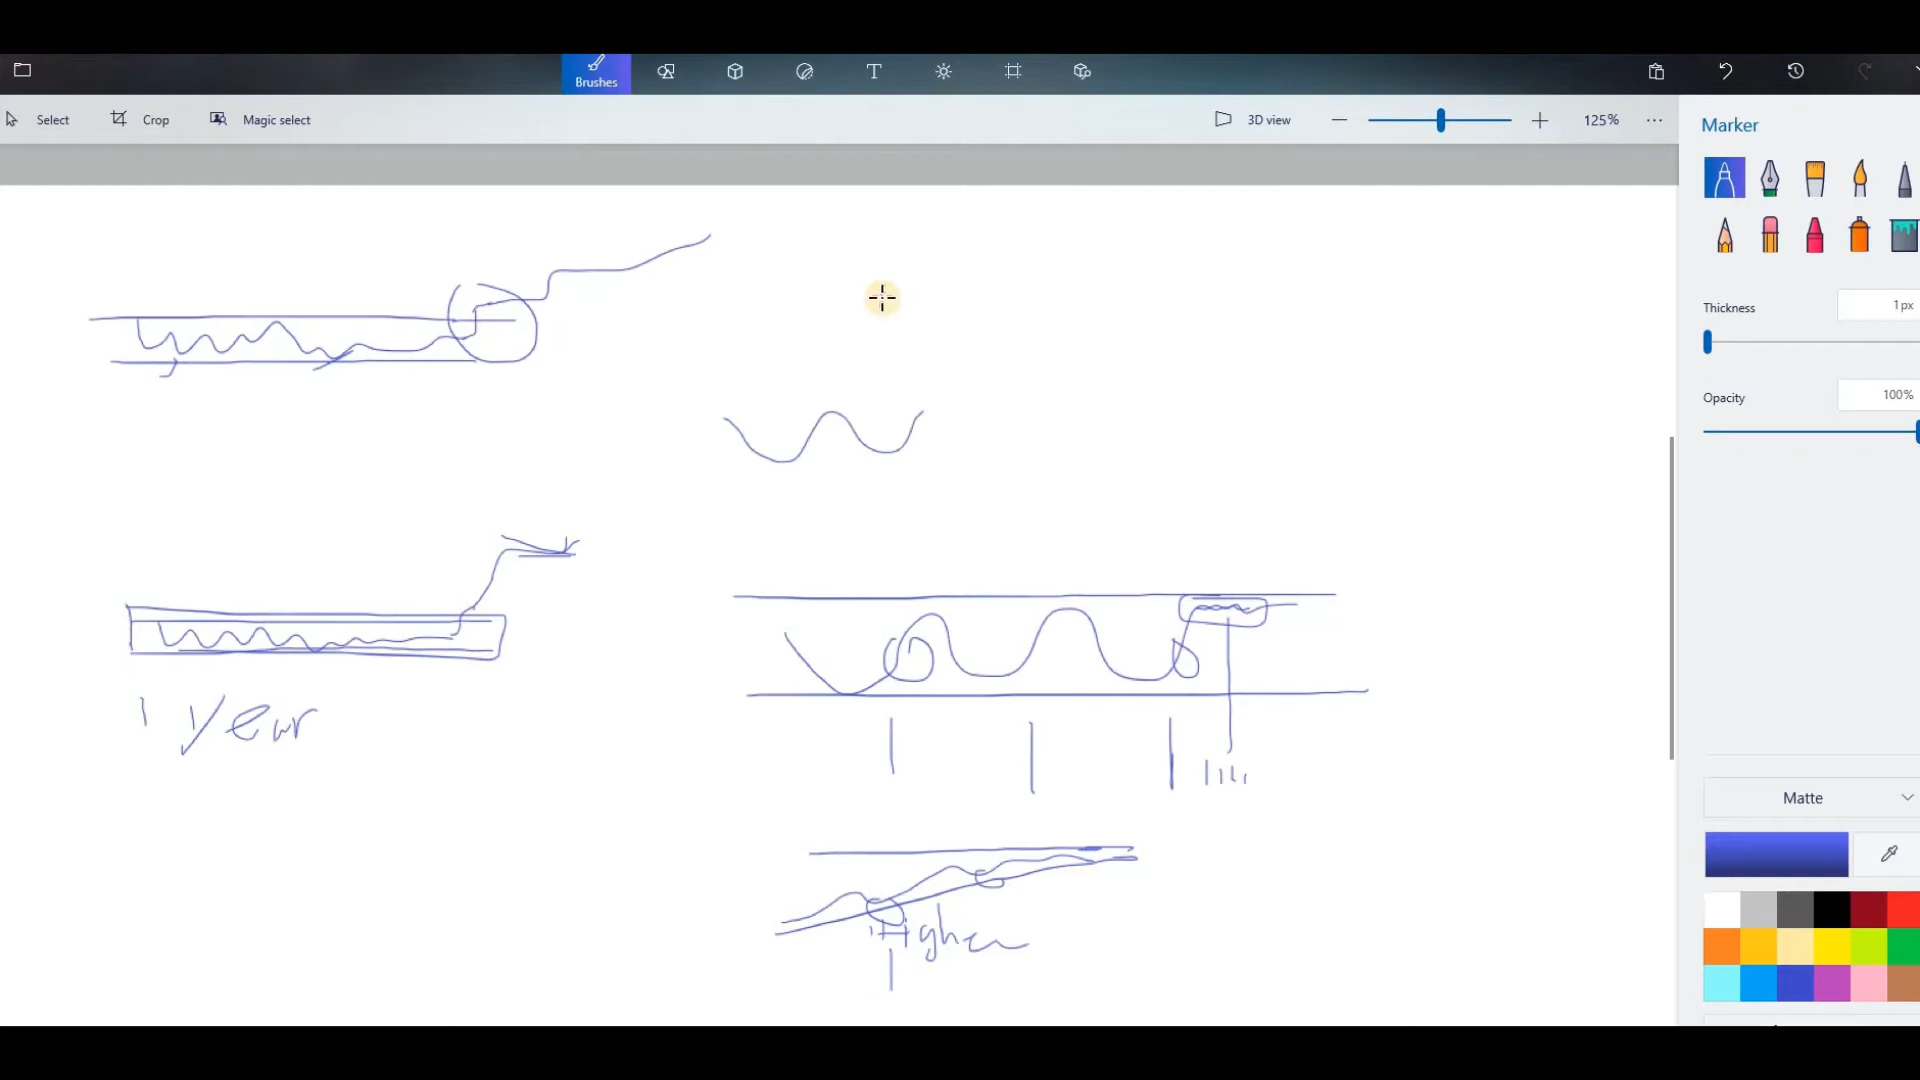 Brushes
Select Crop Magic select 3D view 125% ...
Marker
Thickness 1px
Opacity 100%
1 year
Higher
Matte